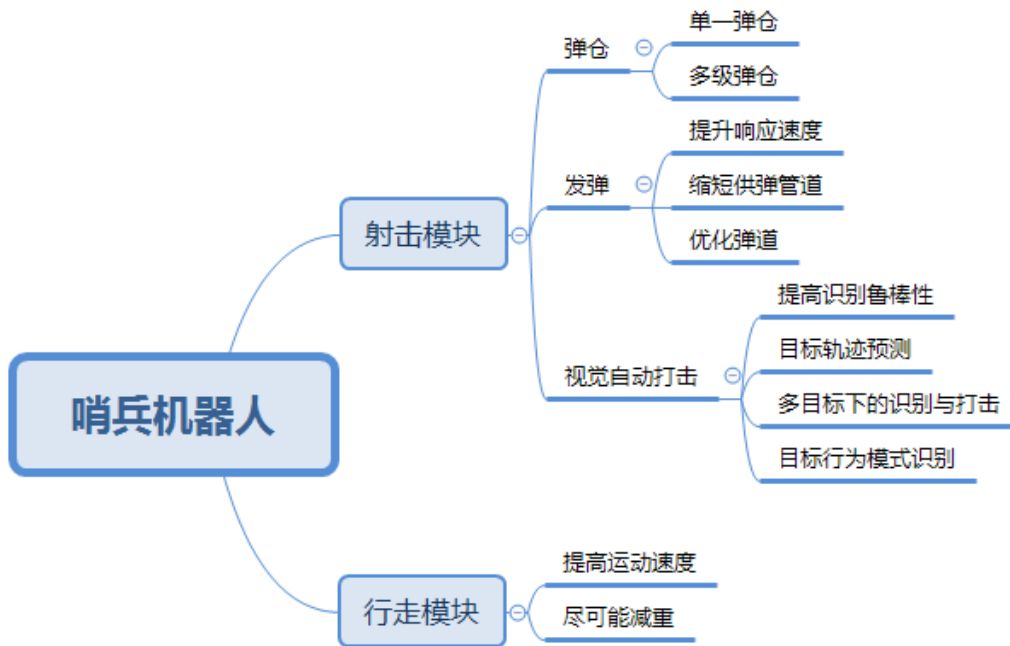 哨兵机器人
射击模块
弹仓
单一弹仓
多级弹仓
发弹
提升响应速度
缩短供弹管道
优化弹道
视觉自动打击
提高识别鲁棒性
目标轨迹预测
多目标下的识别与打击
目标行为模式识别
行走模块
提高运动速度
尽可能减重